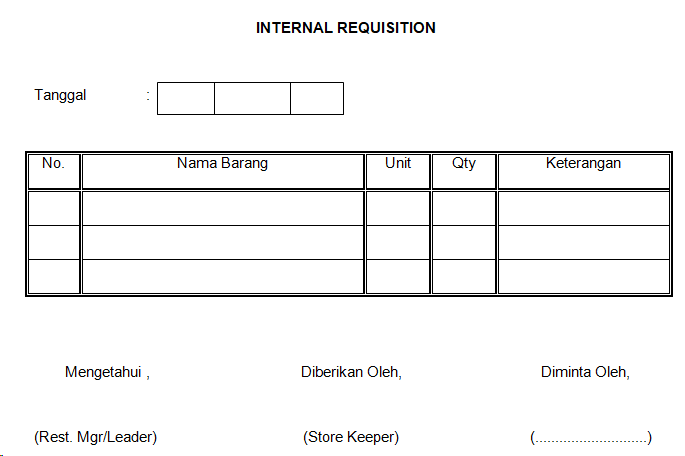 INTERNAL REQUISITION
Tanggal :
No. Nama Barang Unit Qty Keterangan
Mengetahui , Diberikan Oleh, Diminta Oleh,
(Rest. Mgr/Leader) (Store Keeper) (............................)